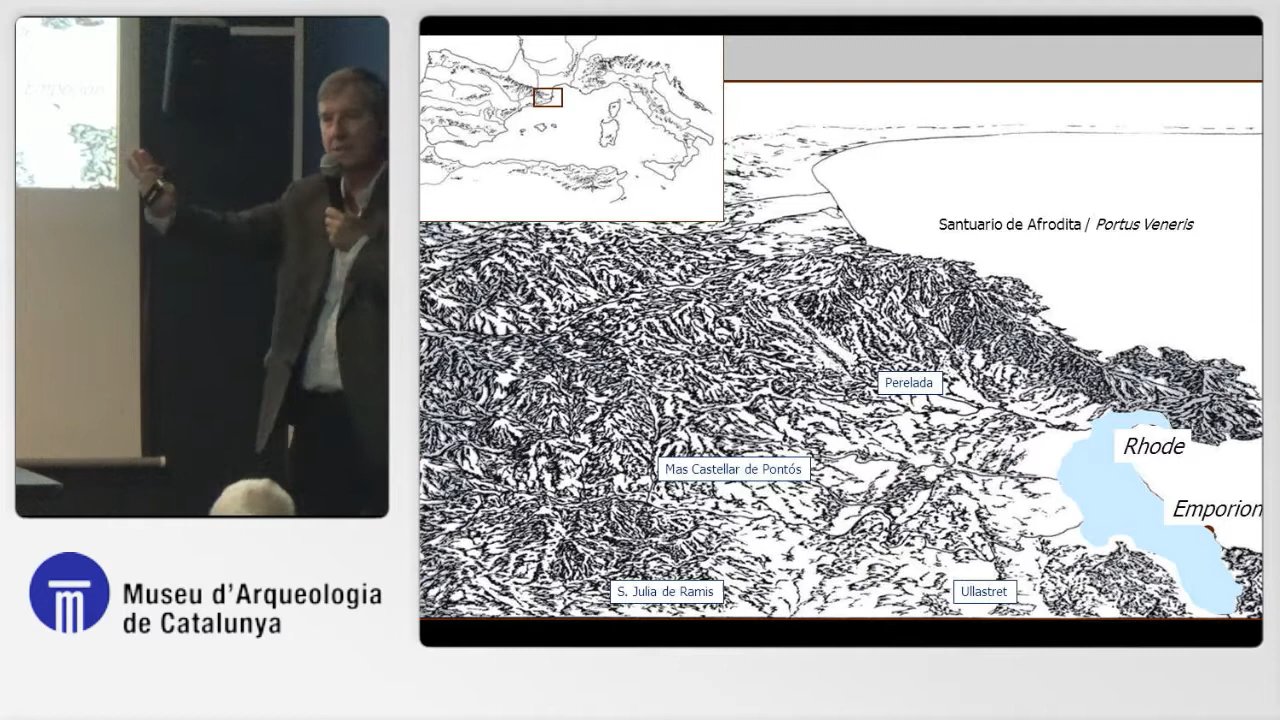 Emporion
Museu d'Arqueologia
de Catalunya
Santuario de Afrodita / Portus Veneris
Perelada
Rhode
Mas Castellar de Pontós
Emporion
S. Julia de Ramis
Ullastret